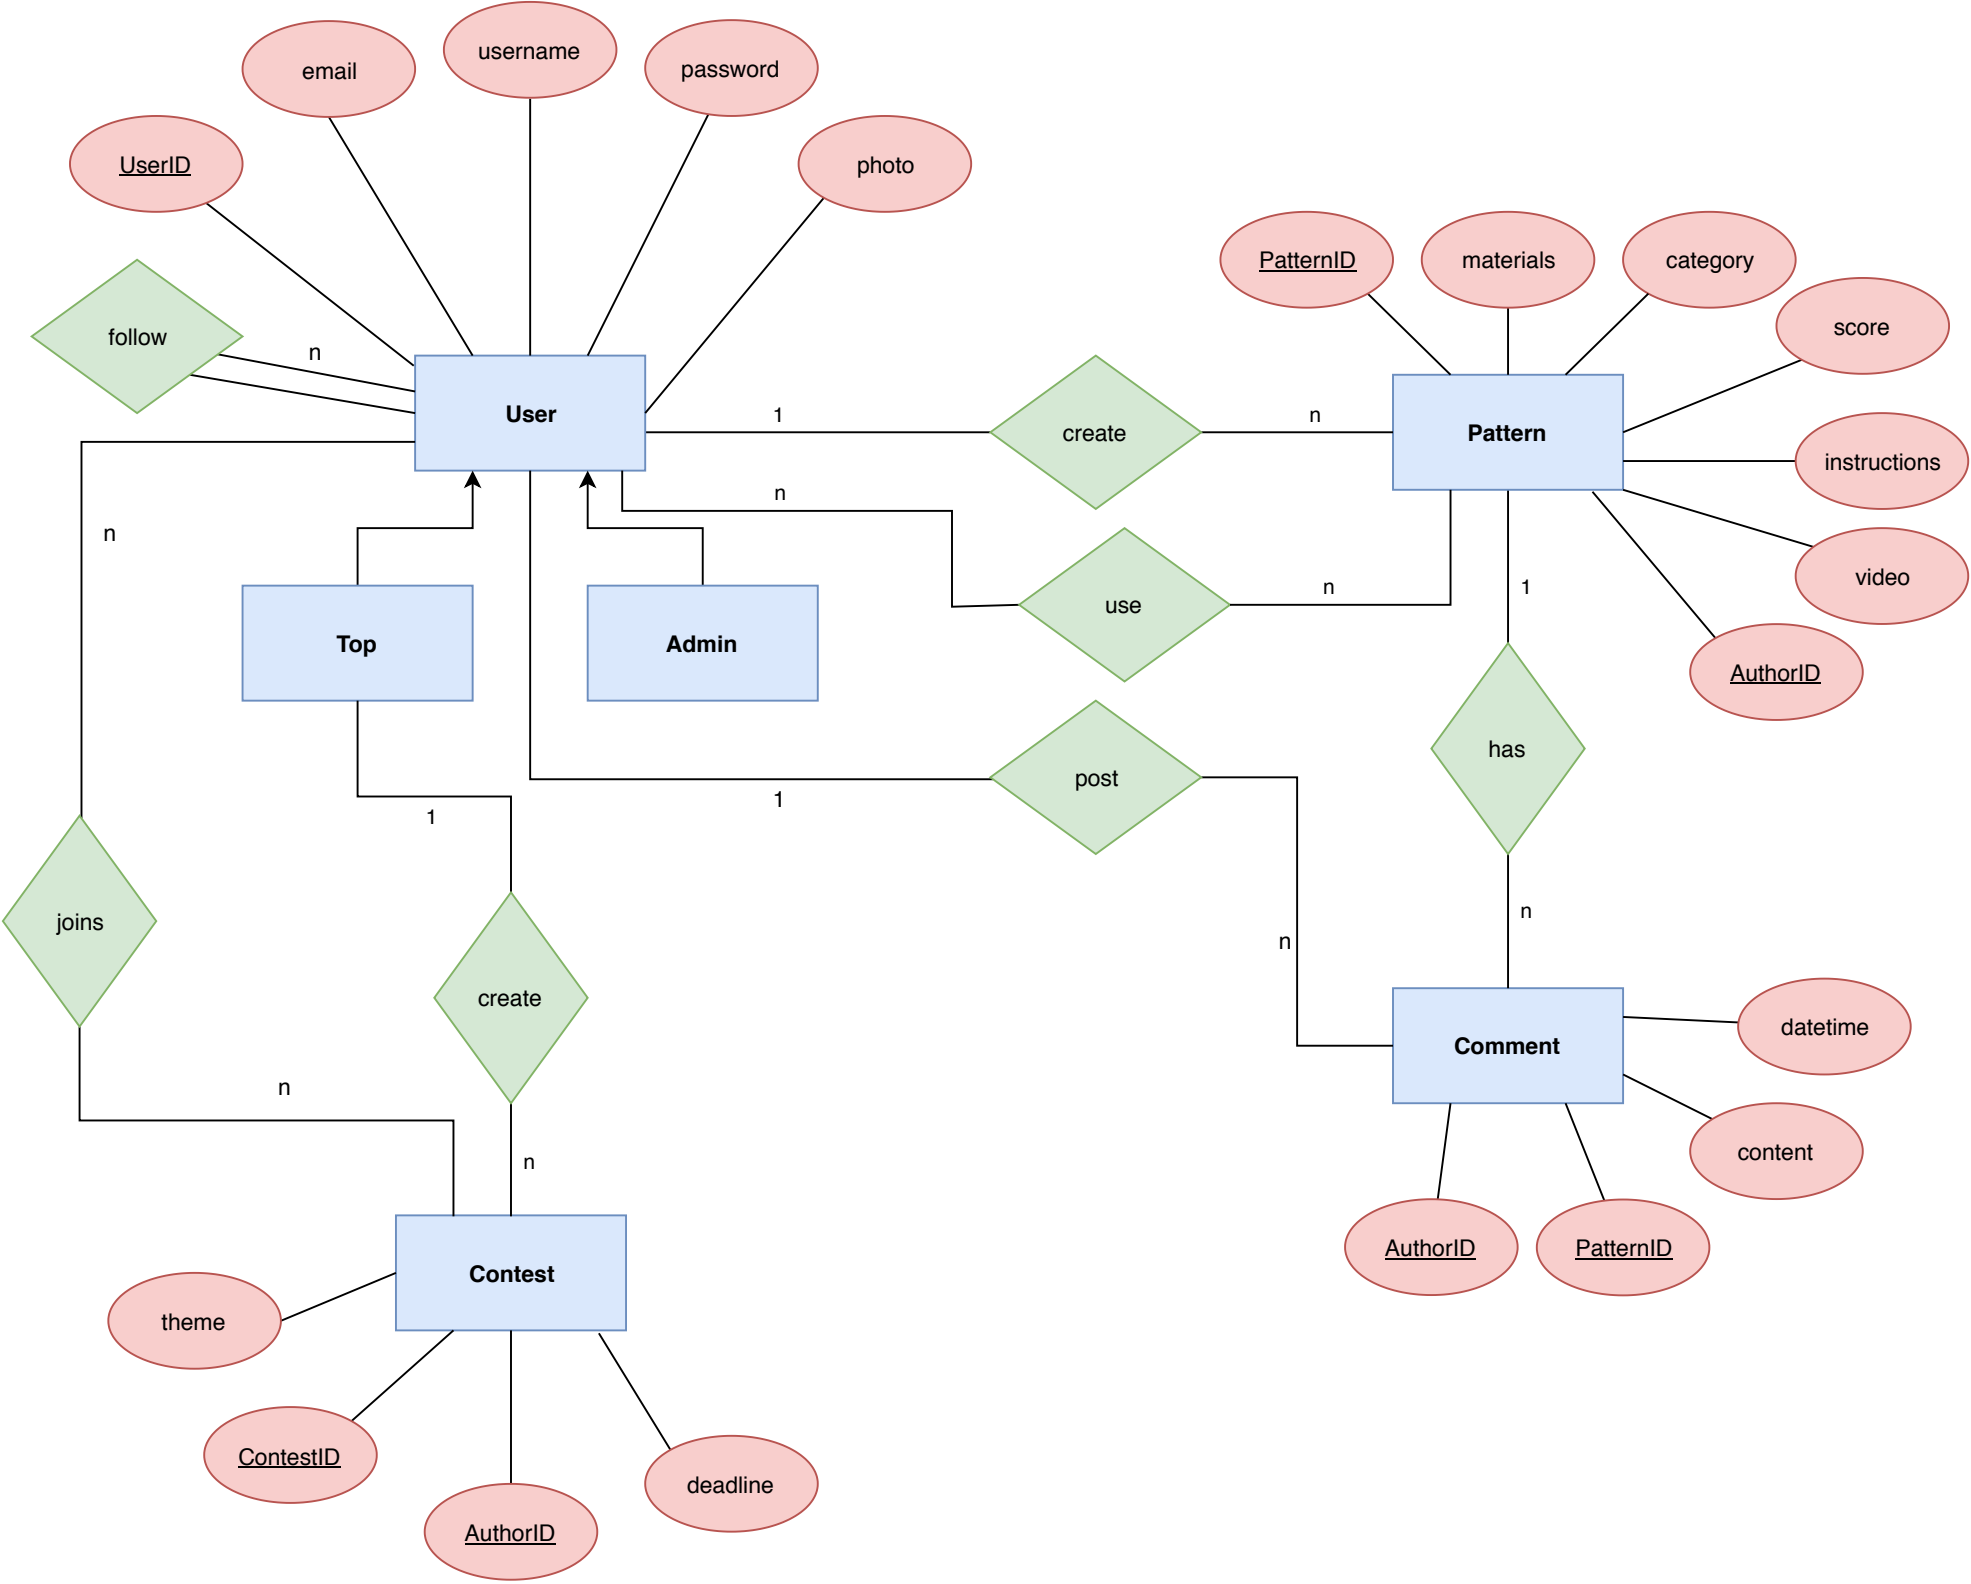 username
email
password
UserID
photo
PatternID
materials
category
score
follow
n
User
1
create
n
Pattern
instructions
n
n
use
n
1
video
Top
Admin
AuthorID
has
post
1
1
joins
n
n
create
datetime
Comment
n
n
content
AuthorID
PatternID
Contest
theme
ContestID
deadline
AuthorID